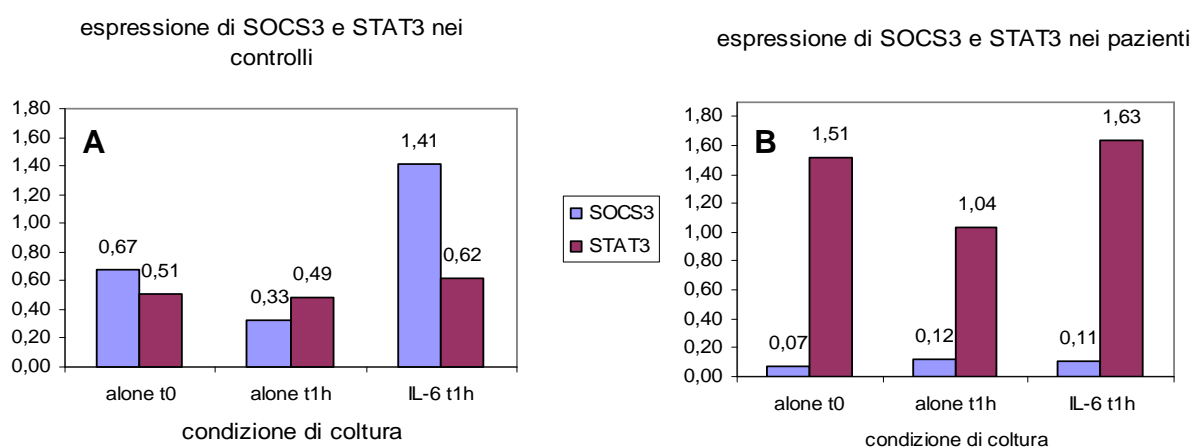 espressione di SOCS3 e STAT3 nei
controlli
1,80
1,60
1,40
1,20
1,00
0,80
0,60
0,40
0,20
0,00
A
0,67
0,51
0,33
0,49
1,41
0,62
alone t0
alone t1h
IL-6 t1h
condizione di coltura
SOCS3
STAT3
espressione di SOCS3 e STAT3 nei pazienti
1,80
1,60
1,40
1,20
1,00
0,80
0,60
0,40
0,20
0,00
B
0,07
1,51
0,12
1,04
0,11
1,63
alone t0
alone t1h
IL-6 t1h
condizione di coltura